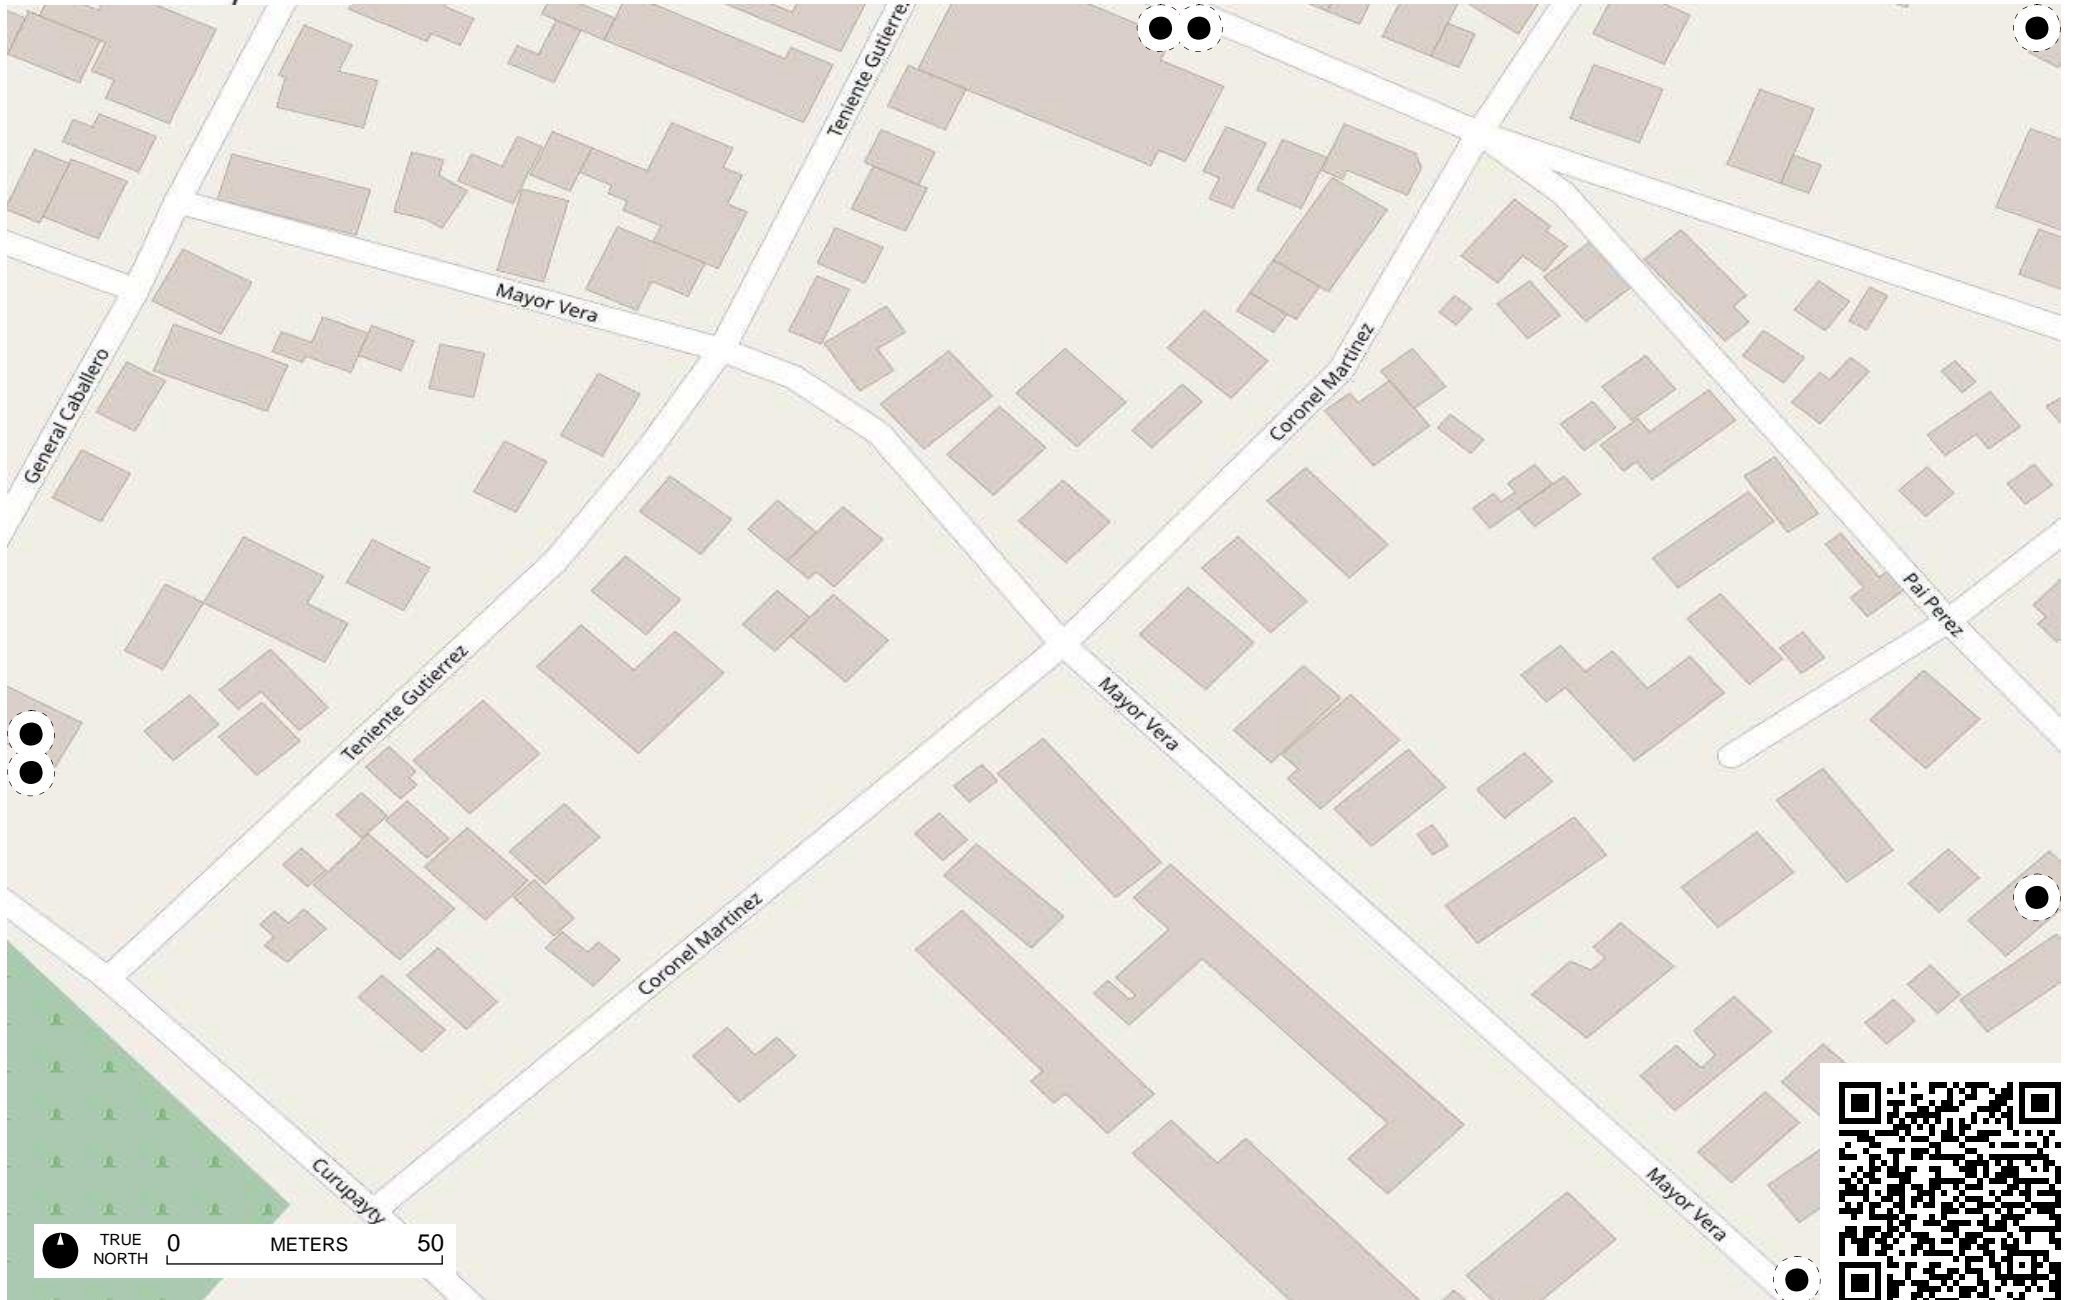 Teniente Gutierre
Mayor Vera
General Caballero
Coronel Martinez
Pai Perez
Teniente Gutierrez
Mayor Vera
Coronel Martinez
Curupayty
Mayor Vera
TRUE
NORTH
0 METERS 50